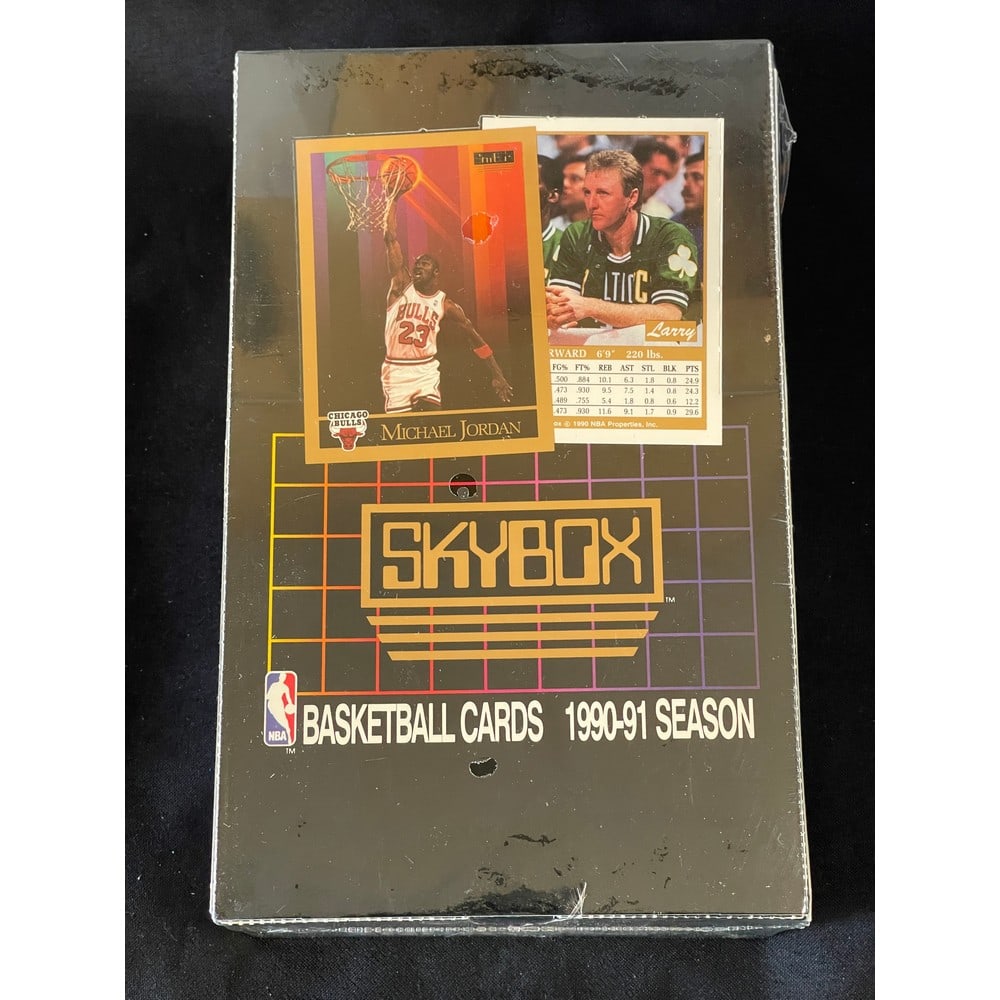 BULLS
23
CHICAGO
BULLS
MICHAEL JORDAN
LTIC
Larry
RWARD 6'9" 220 lbs.
FG% FT% REB AST STL BLK PTS
.500 .884 10.1 6.3 1.8 0.8 24.9
.473 .930 9.5 7.5 1.4 0.8 24.3
.489 .755 5.4 1.8 0.8 0.6 12.2
.473 .930 11.6 9.1 1.7 0.9 29.6
os © 1990 NBA Properties, Inc.
SKYBOX
TM
NBA
TM
BASKETBALL CARDS 1990-91 SEASON